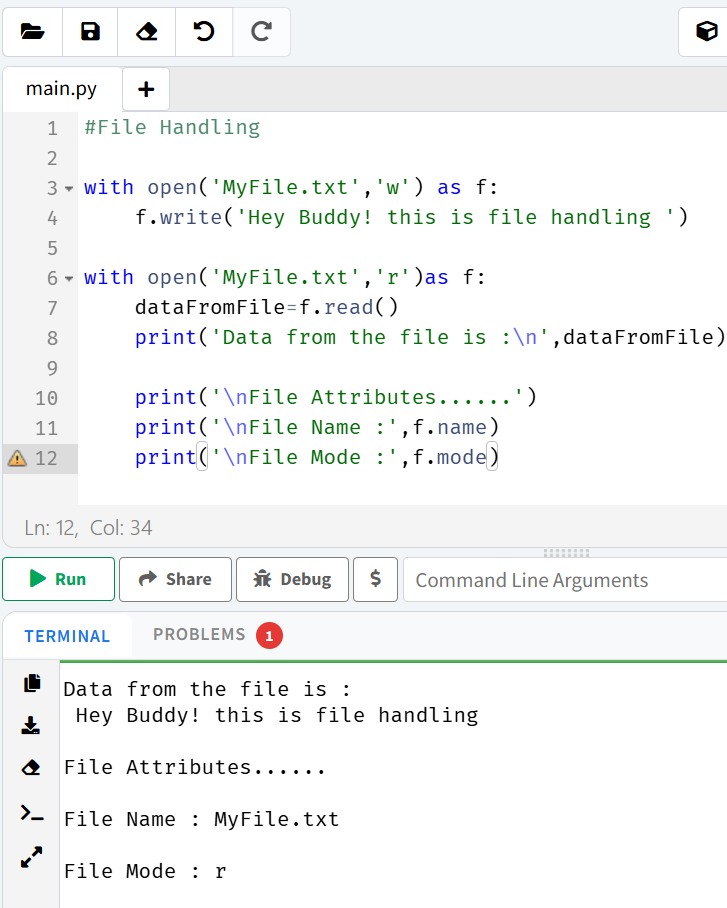 main.py +
1 #File Handling
2
3 with open('MyFile.txt','w') as f:
4     f.write('Hey Buddy! this is file handling ')
5
6 with open('MyFile.txt','r')as f:
7     dataFromFile=f.read()
8     print('Data from the file is :\n',dataFromFile)
9
10     print('\nFile Attributes......')
11     print('\nFile Name :',f.name)
12     print('\nFile Mode :',f.mode)
Ln: 12, Col: 34
Run Share Debug $ Command Line Arguments
TERMINAL PROBLEMS 1
Data from the file is :
 Hey Buddy! this is file handling
File Attributes......
File Name : MyFile.txt
File Mode : r